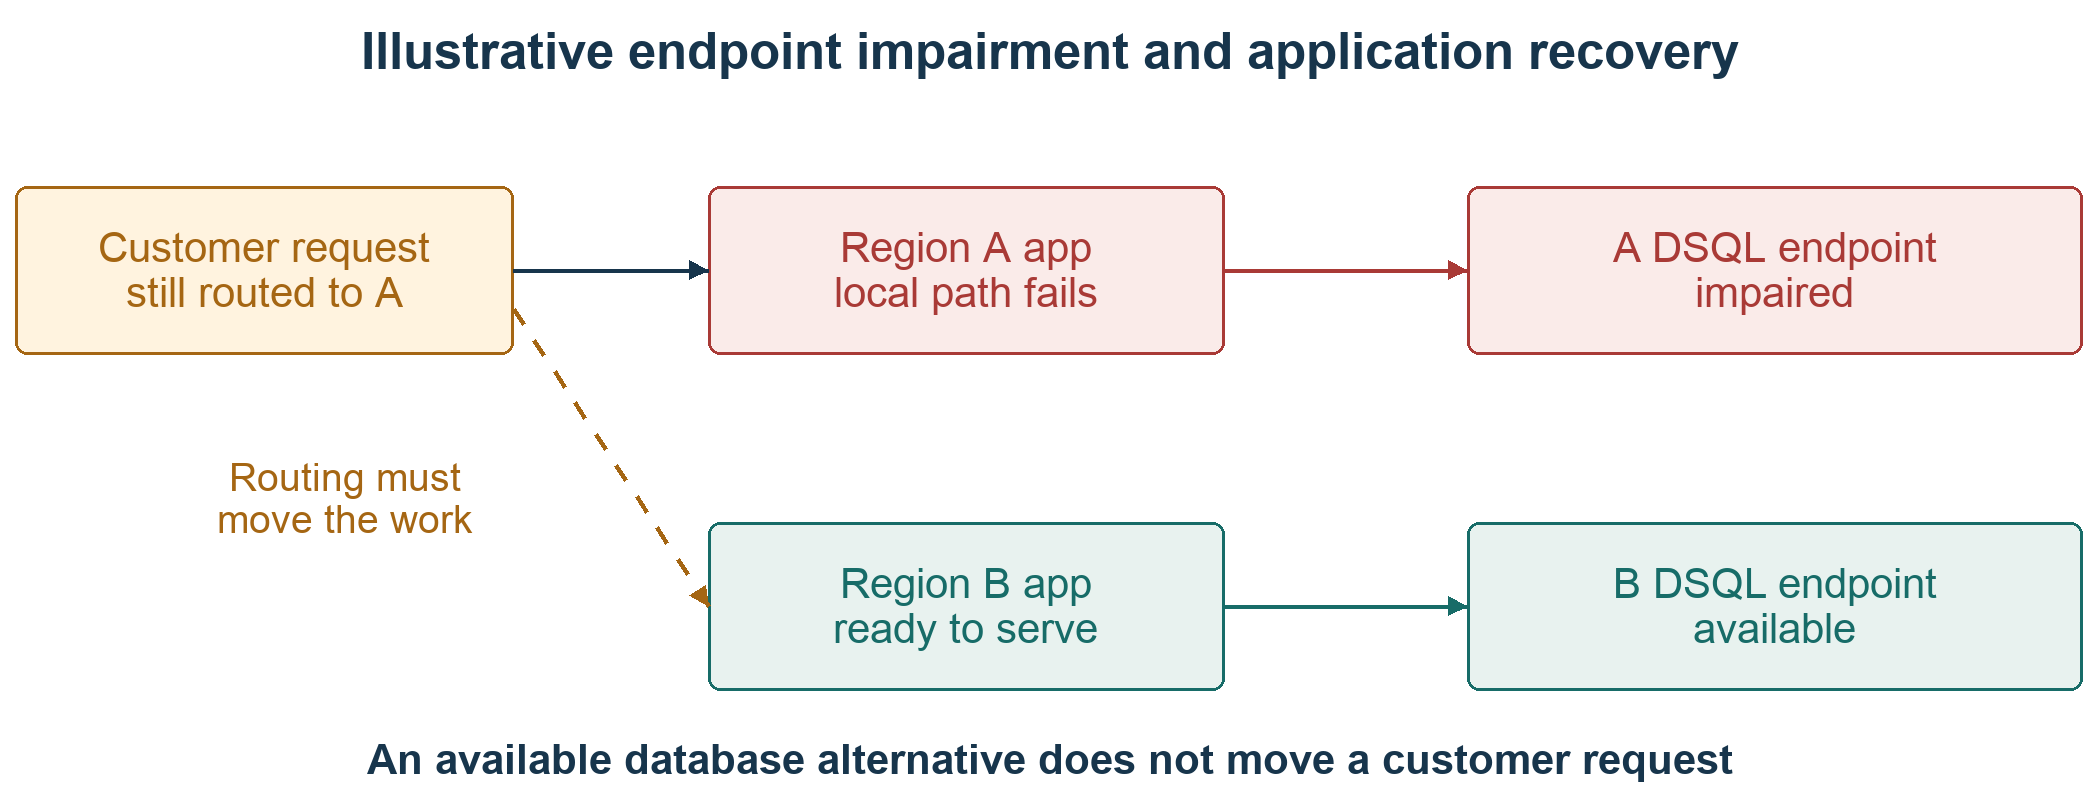 Illustrative endpoint impairment and application recovery
Customer request
still routed to A
Region A app
local path fails
A DSQL endpoint
impaired
Routing must
move the work
Region B app
ready to serve
B DSQL endpoint
available
An available database alternative does not move a customer request